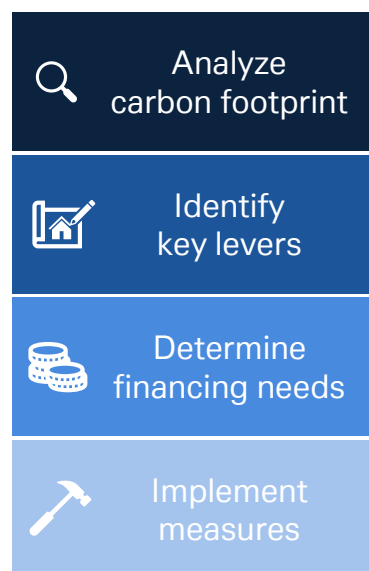 Analyze
carbon footprint
Identify
key levers
Determine
financing needs
Implement
measures